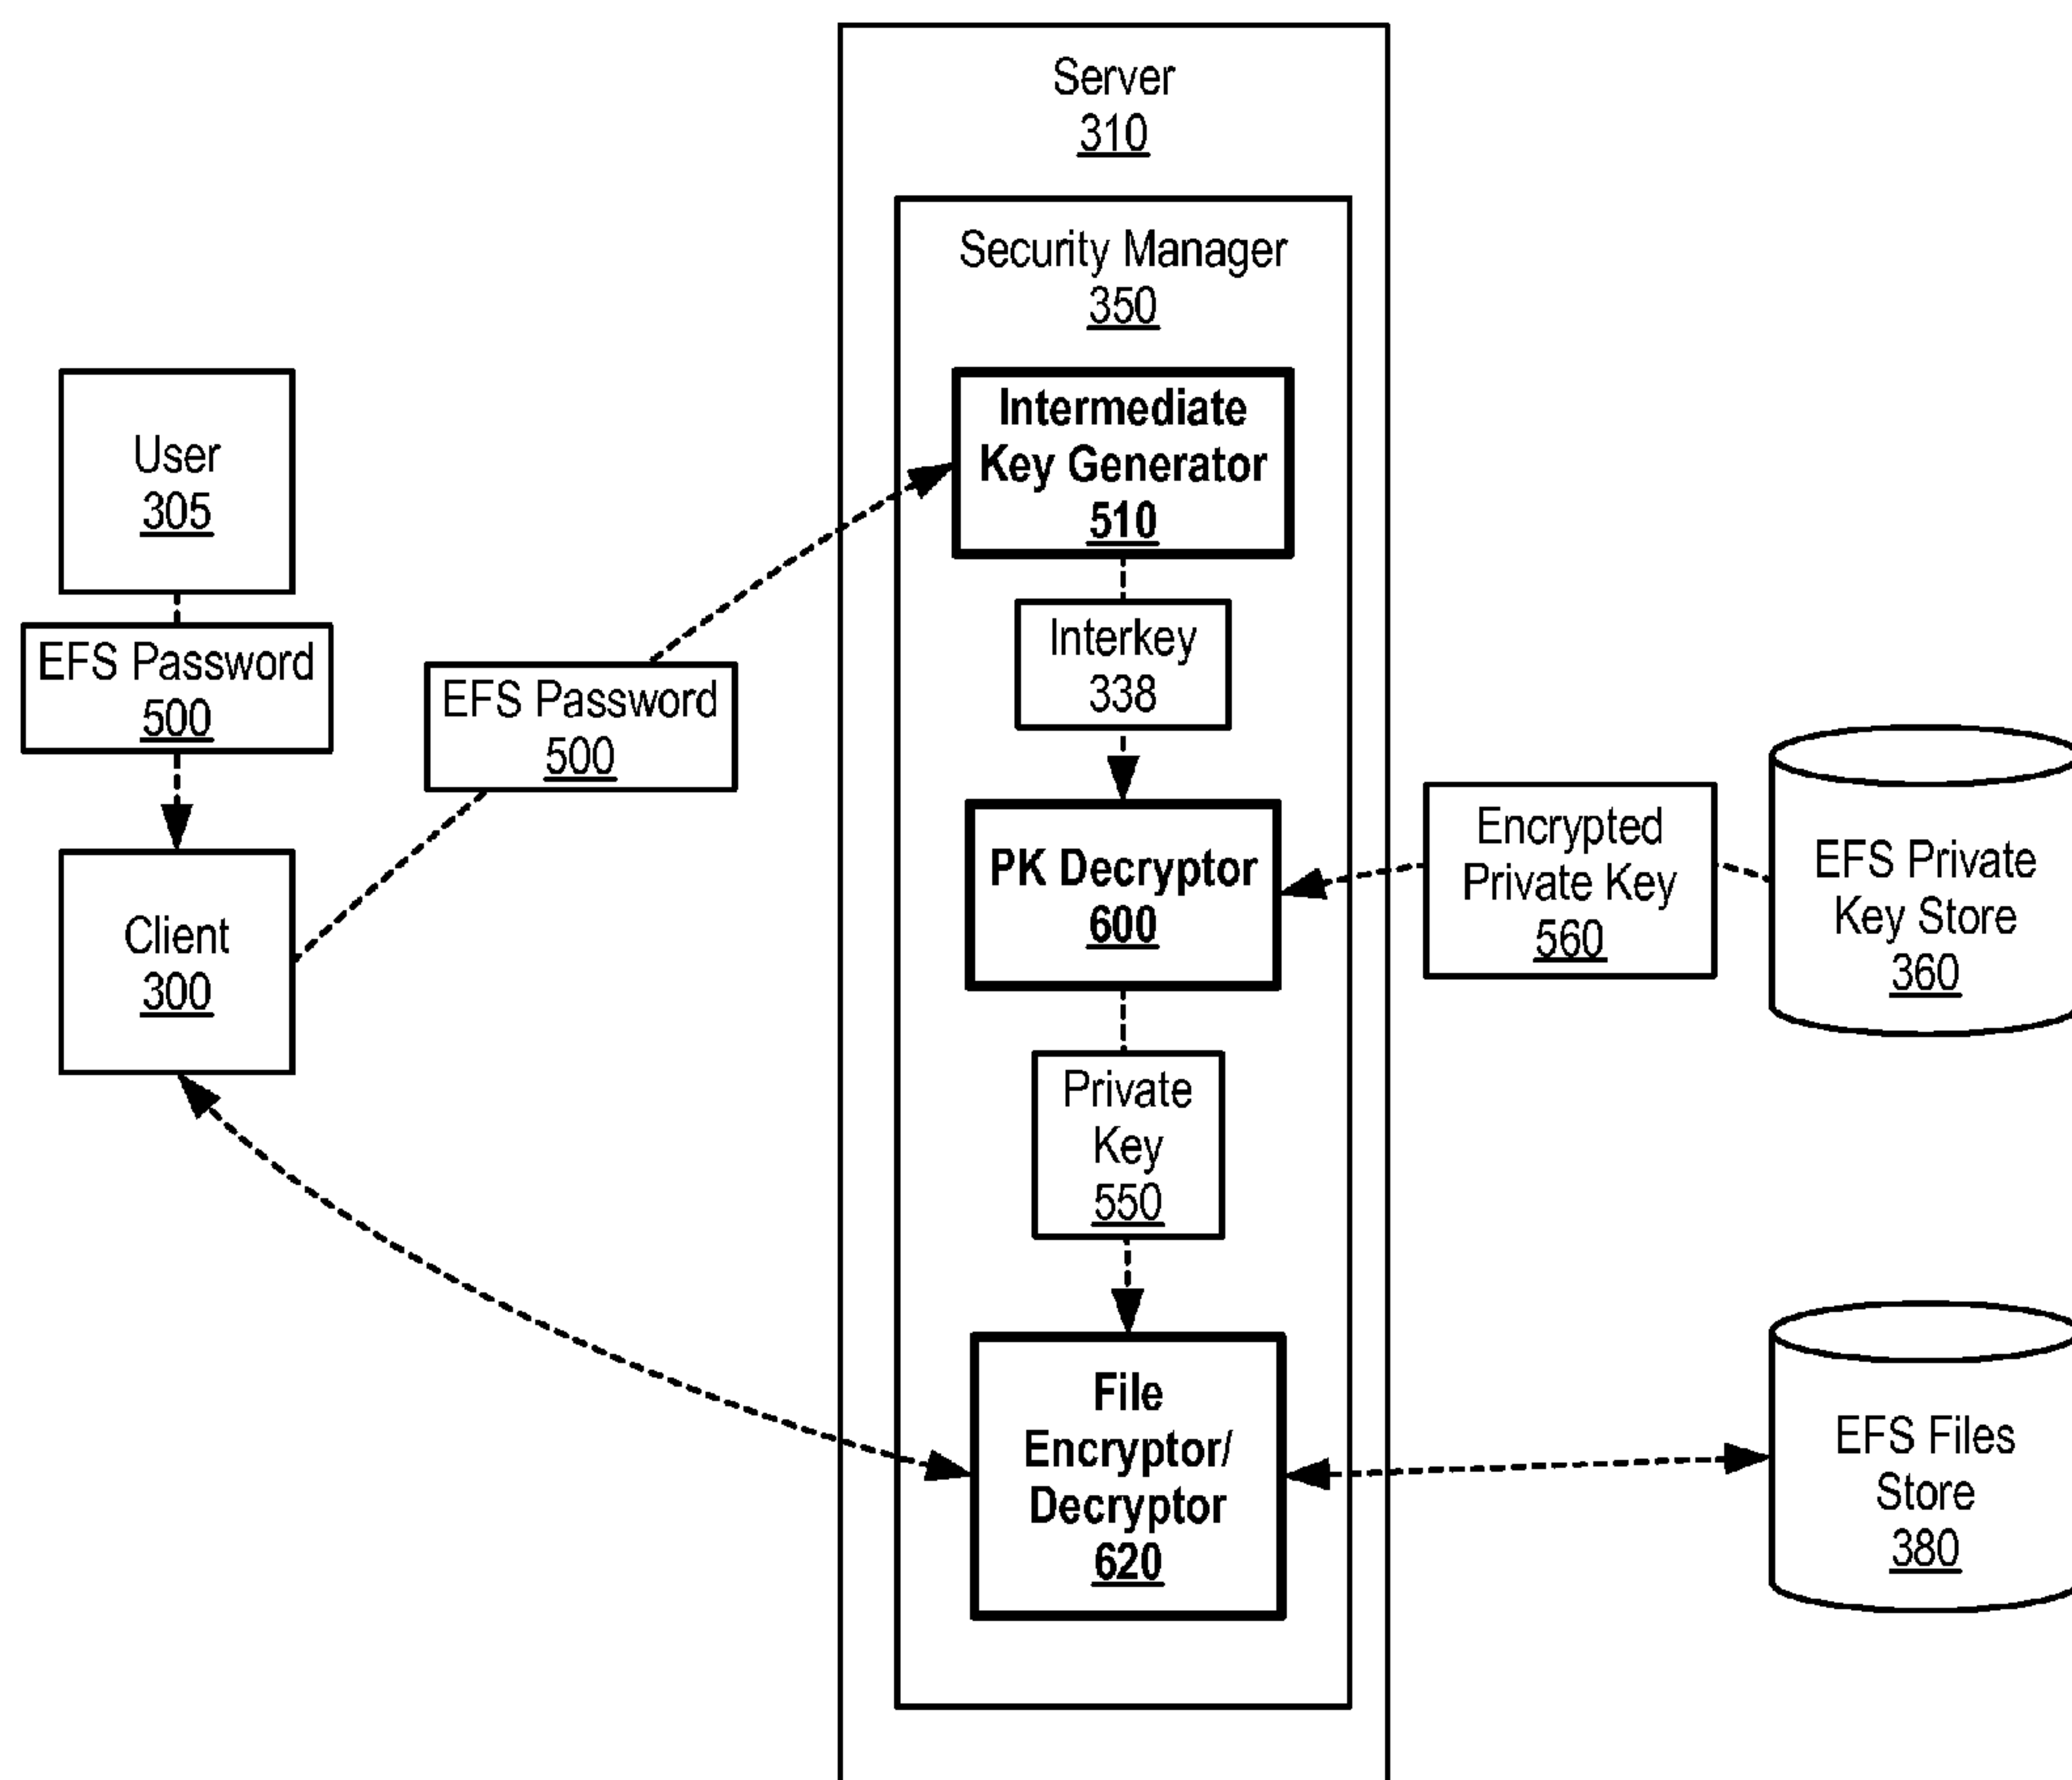 Server
310
Security Manager
350
Intermediate
Key Generator
510
User
305
EFS Password
500
EFS Password
500
Interkey
338
Client
300
PK Decryptor
600
Encrypted
Private Key
560
EFS Private
Key Store
360
Private
Key
550
File
Encryptor/
Decryptor
620
EFS Files
Store
380